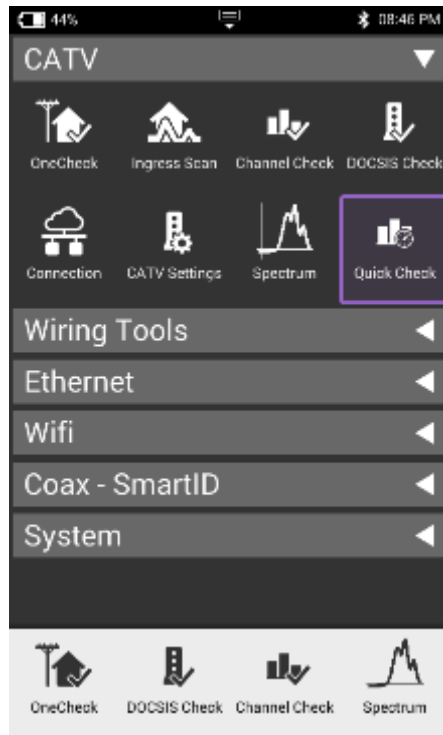 44% 08:46 PM
CATV
OneCheck Ingress Scan Channel Check DOCSIS Check
Connection CATV Settings Spectrum Quick Check
Wiring Tools
Ethernet
Wifi
Coax - SmartID
System
OneCheck DOCSIS Check Channel Check Spectrum